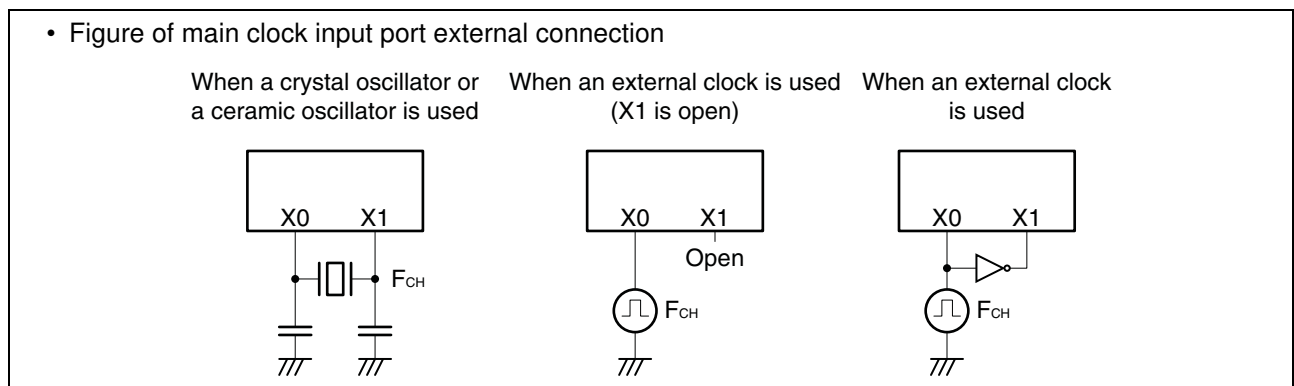 • Figure of main clock input port external connection
When a crystal oscillator or
a ceramic oscillator is used
When an external clock is used
(X1 is open)
When an external clock
is used
X0 X1
FCH
X0 X1
Open
FCH
X0 X1
FCH